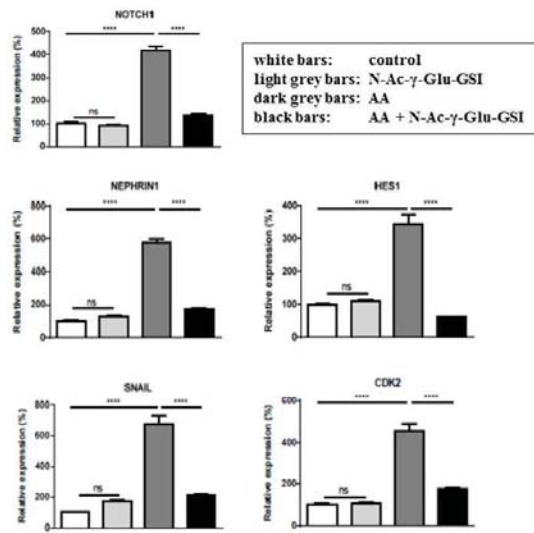 NOTCH1
**** ****
ns
Relative expression (%)
500
400
300
200
100
0
white bars: control
light grey bars: N-Ac-γ-Glu-GSI
dark grey bars: AA
black bars: AA + N-Ac-γ-Glu-GSI
NEPHRIN1
**** ****
ns
Relative expression (%)
800
600
400
200
0
HES1
**** ****
ns
Relative expression (%)
400
300
200
100
0
SNAIL
**** ****
ns
Relative expression (%)
800
600
400
200
0
CDK2
**** ****
ns
Relative expression (%)
600
400
200
0